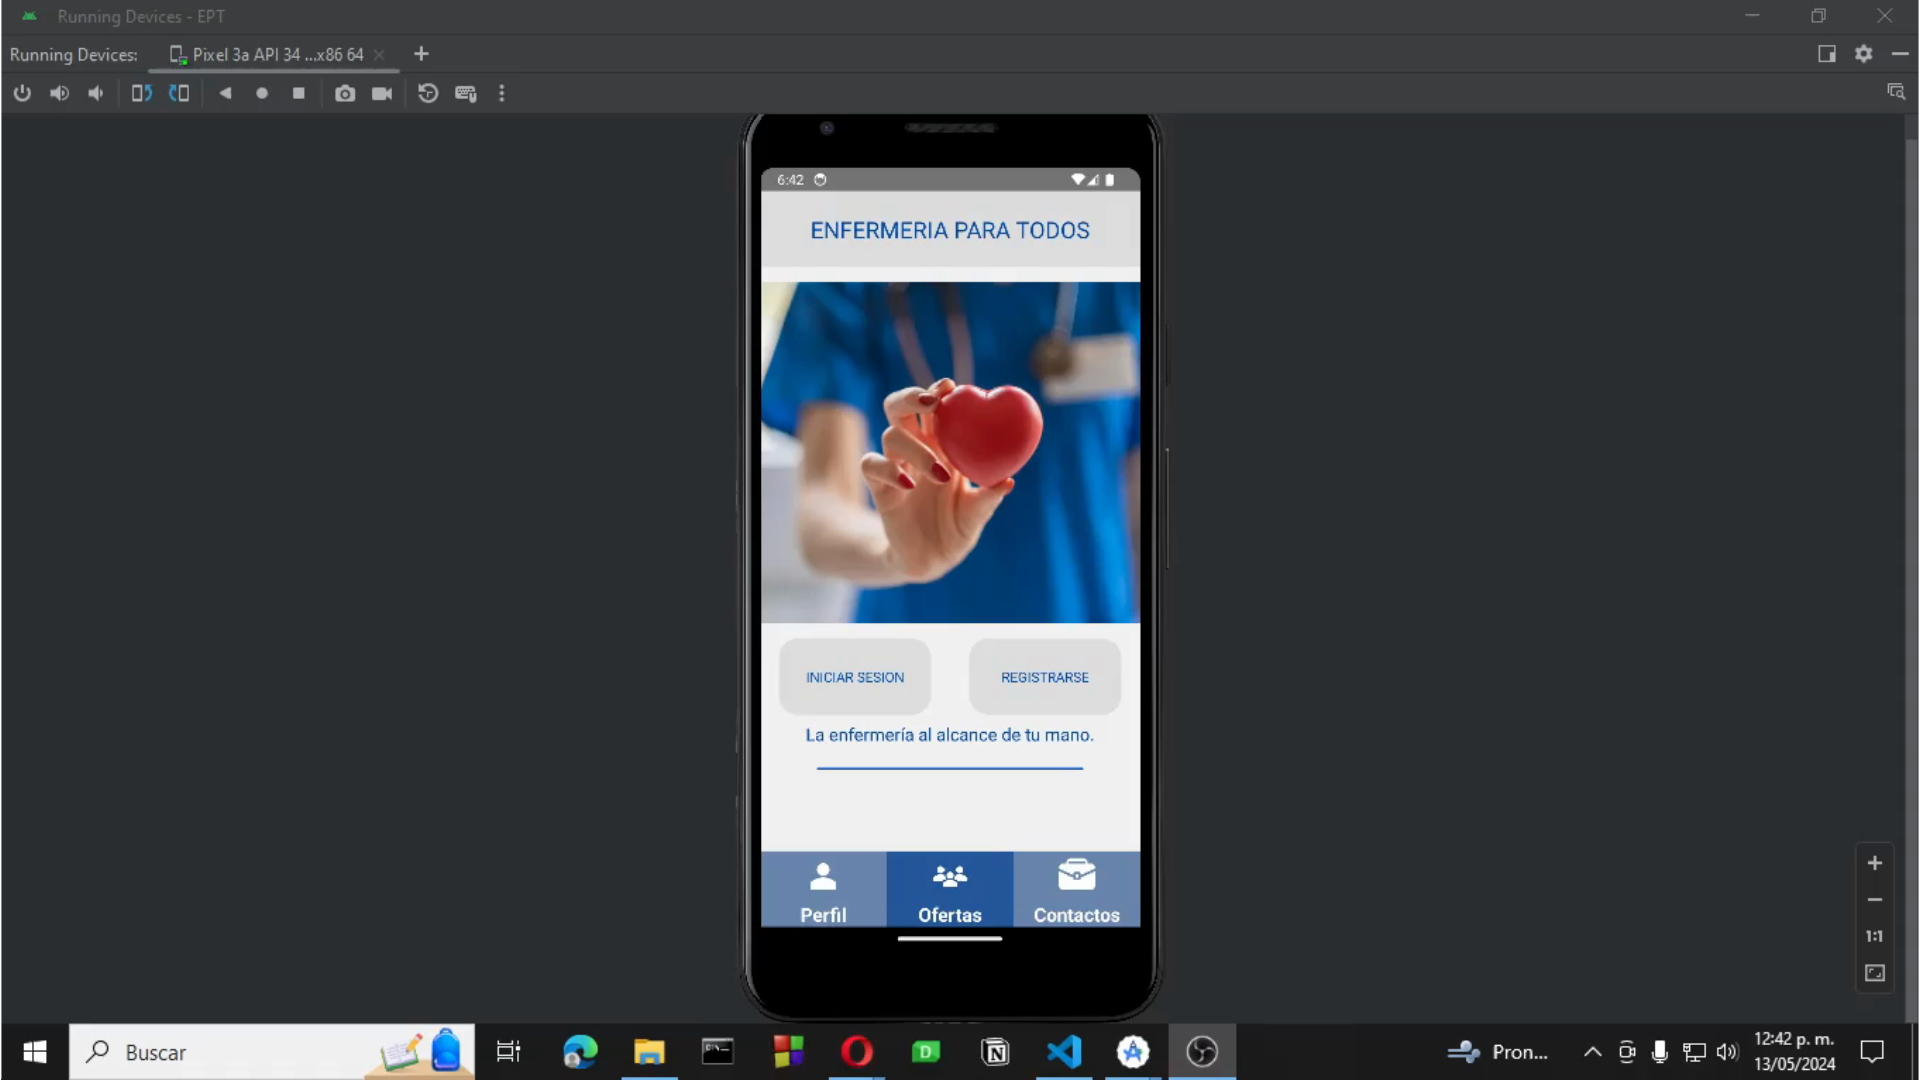 Running Devices - EPT
Running Devices: Pixel 3a API 34 ...x86 64
6:42
ENFERMERIA PARA TODOS
INICIAR SESION REGISTRARSE
La enfermería al alcance de tu mano.
Perfil Ofertas Contactos
1:1
Buscar
Pron...
12:42 p. m.
13/05/2024